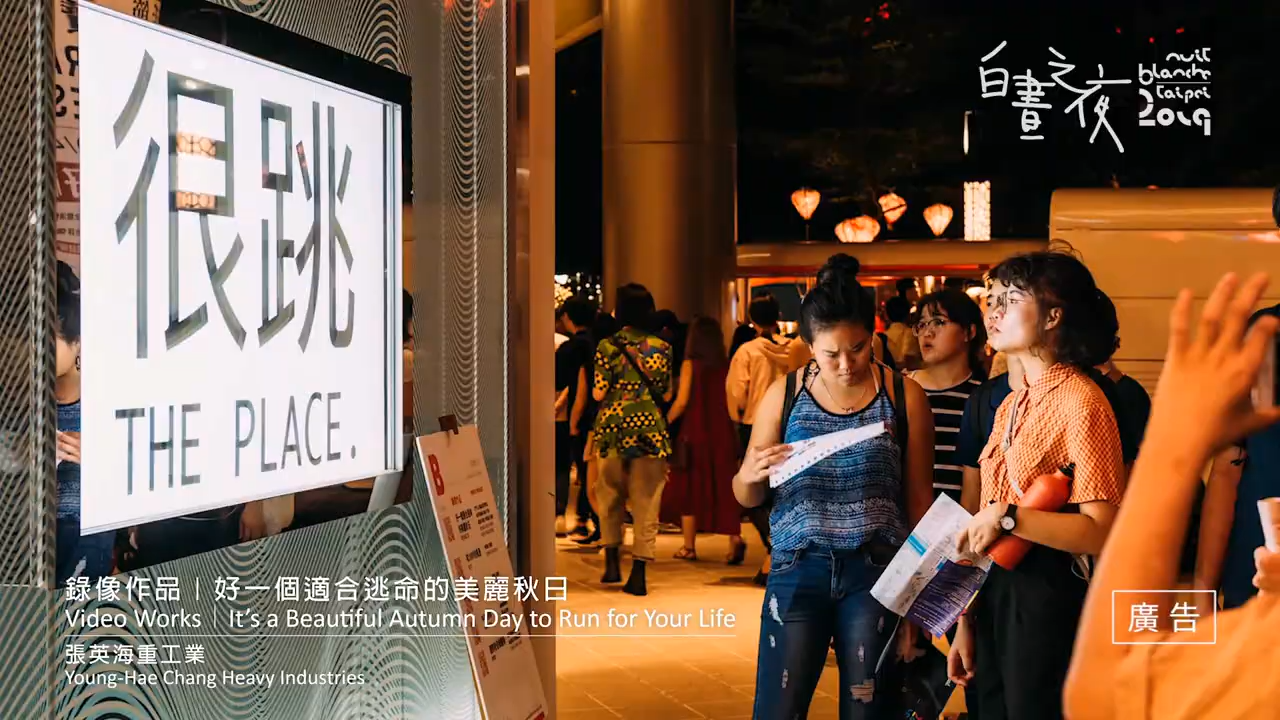 很跳
THE PLACE.
白晝之夜
nuit
blanche
taipei
2019
B
錄像作品 | 好一個適合逃命的美麗秋日
Video Works | It's a Beautiful Autumn Day to Run for Your Life
張英海重工業
Young-Hae Chang Heavy Industries
廣告